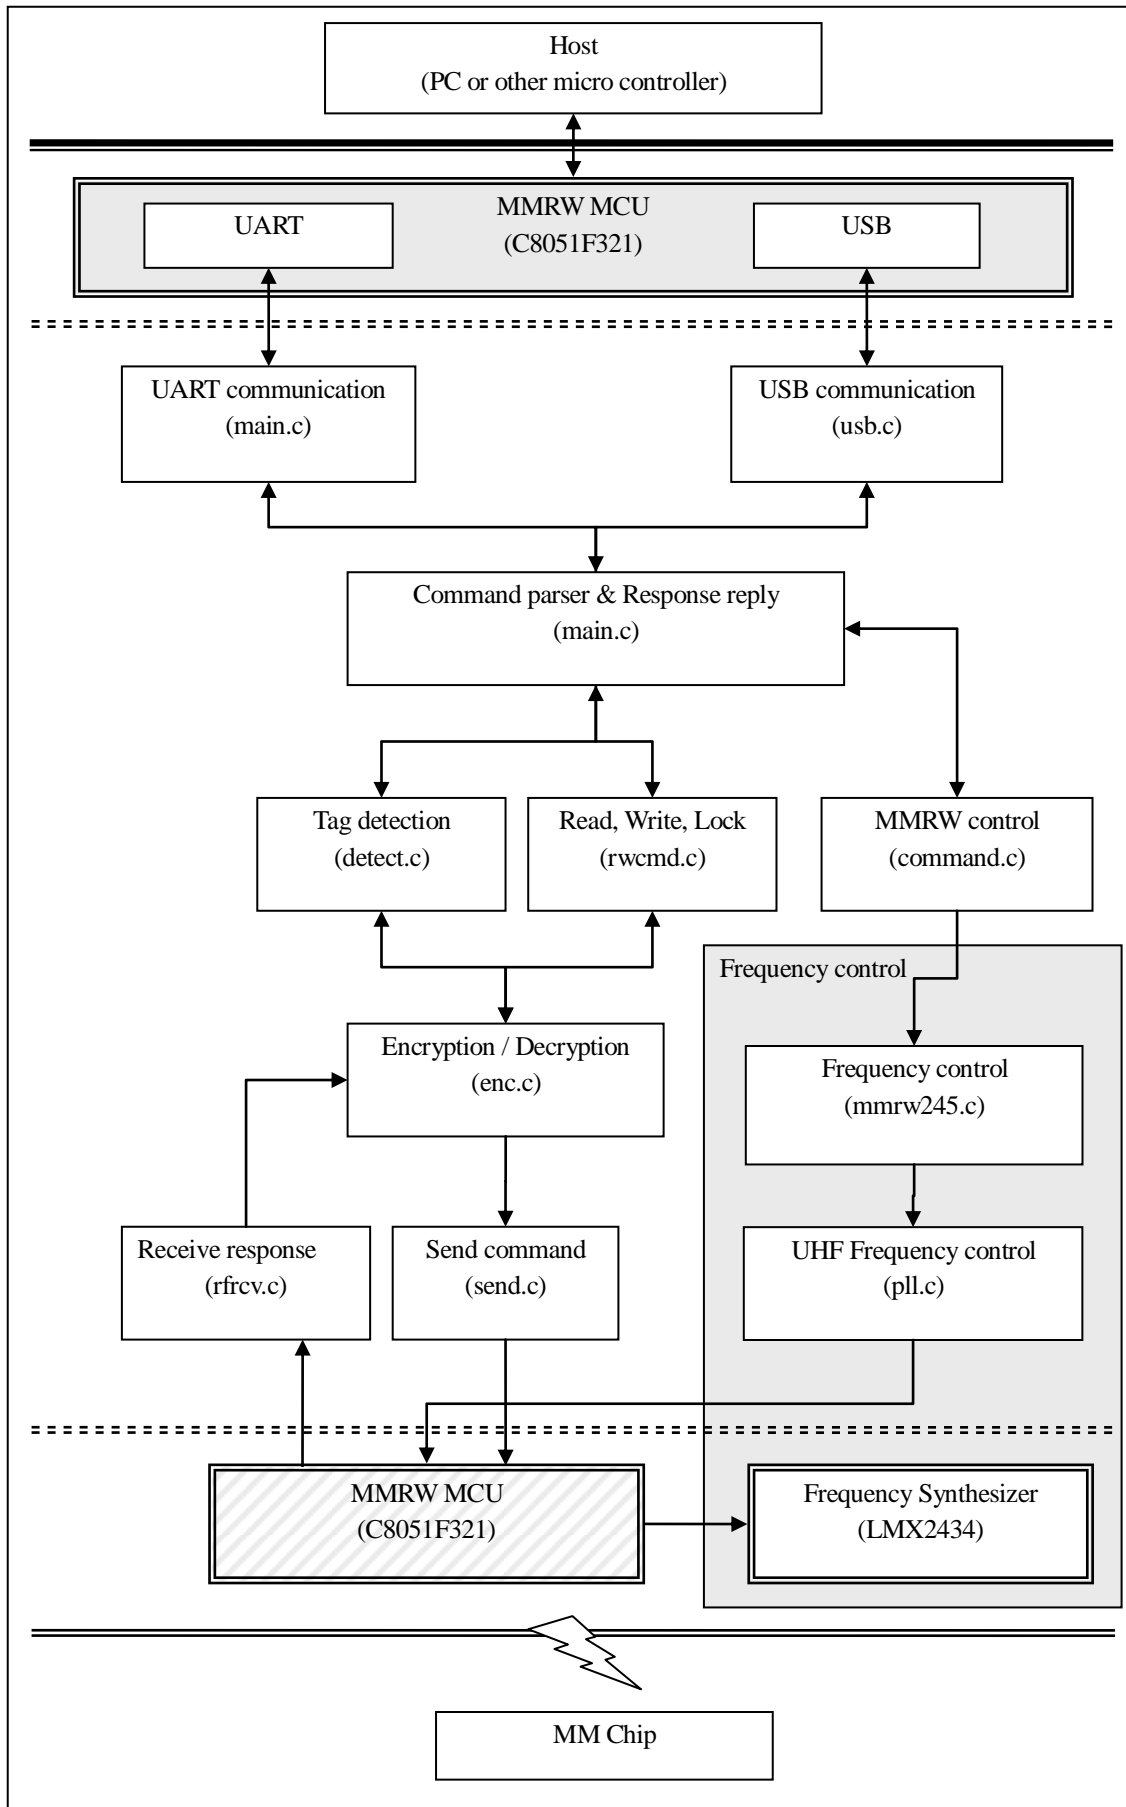 Host
(PC or other micro controller)
MMRW MCU
(C8051F321)
UART
USB
UART communication
(main.c)
USB communication
(usb.c)
Command parser & Response reply
(main.c)
Tag detection
(detect.c)
Read, Write, Lock
(rwcmd.c)
MMRW control
(command.c)
Frequency control
Encryption / Decryption
(enc.c)
Frequency control
(mmrw245.c)
Receive response
(rfrcv.c)
Send command
(send.c)
UHF Frequency control
(pll.c)
MMRW MCU
(C8051F321)
Frequency Synthesizer
(LMX2434)
MM Chip